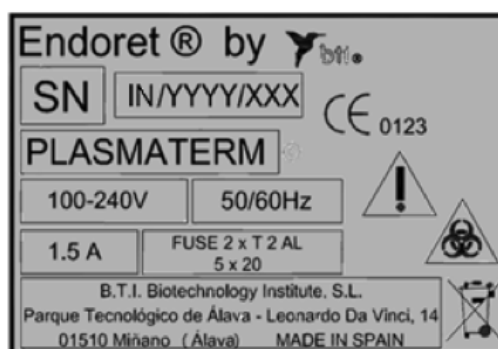 Endoret ® by bti®
SN IN/YYYY/XXX
CE 0123
PLASMATERM
100-240V 50/60Hz
1.5 A FUSE 2 x T 2 AL
5 x 20
B.T.I. Biotechnology Institute, S.L.
Parque Tecnológico de Álava - Leonardo Da Vinci, 14
01510 Miñano (Álava) MADE IN SPAIN